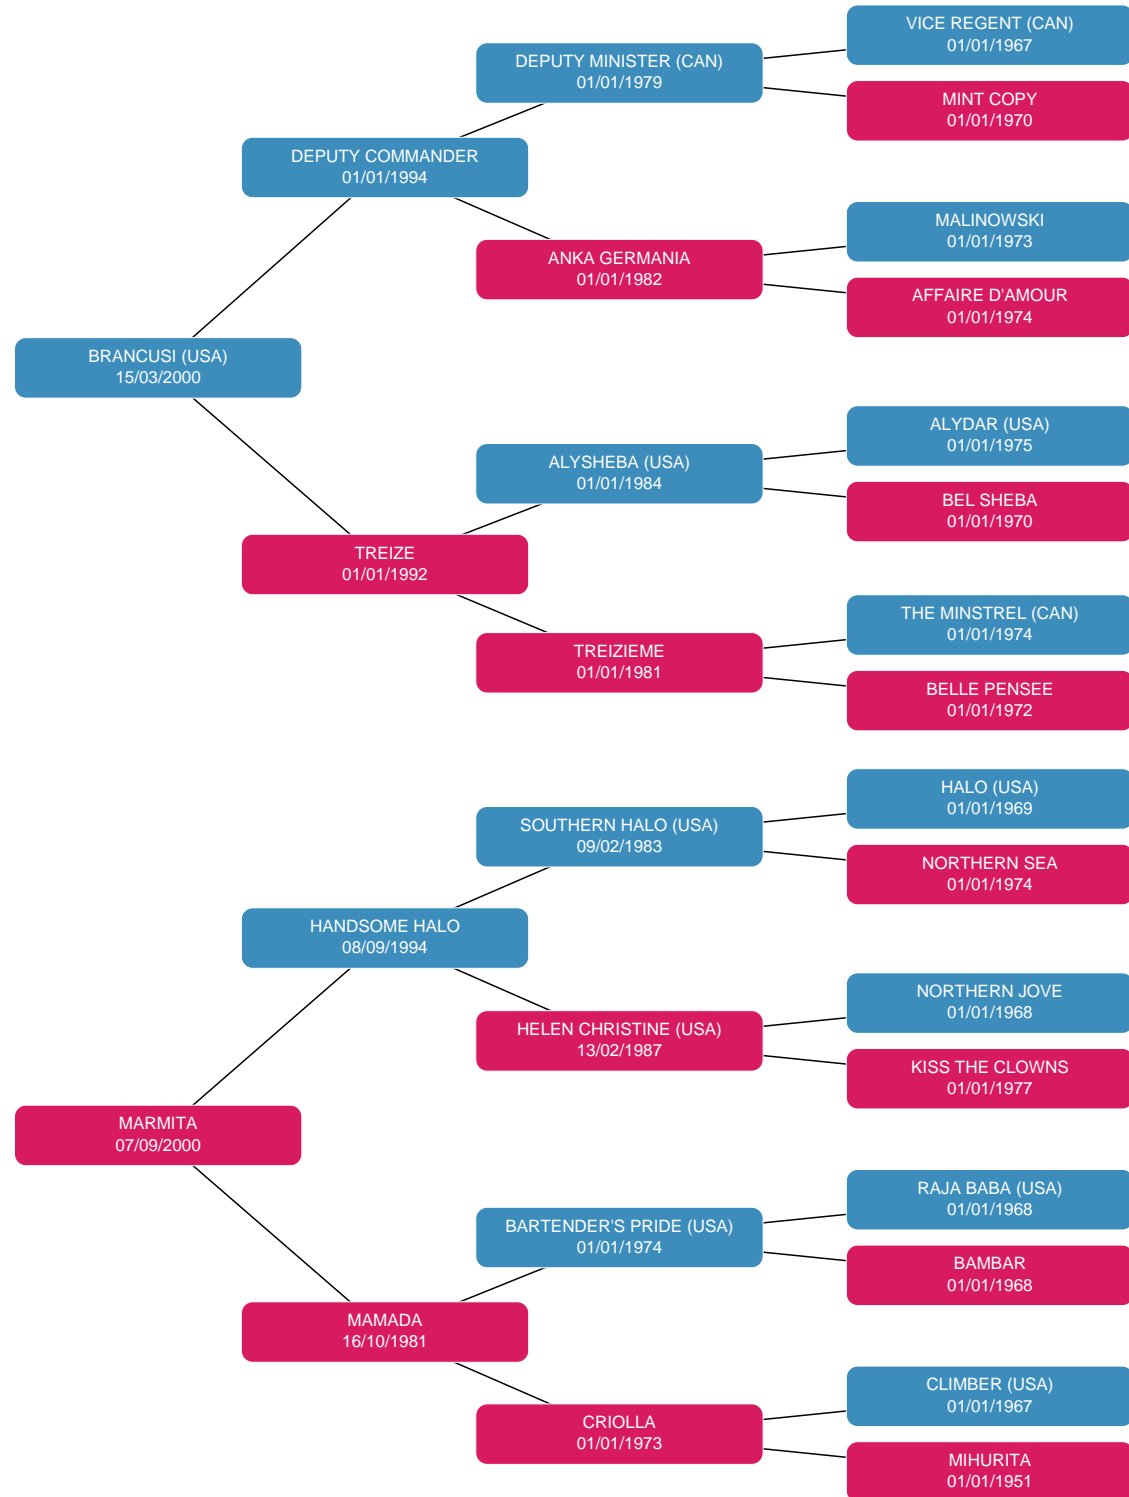 VICE REGENT (CAN)
01/01/1967
DEPUTY MINISTER (CAN)
01/01/1979
MINT COPY
01/01/1970
DEPUTY COMMANDER
01/01/1994
MALINOWSKI
01/01/1973
ANKA GERMANIA
01/01/1982
AFFAIRE D'AMOUR
01/01/1974
BRANCUSI (USA)
15/03/2000
ALYDAR (USA)
01/01/1975
ALYSHEBA (USA)
01/01/1984
BEL SHEBA
01/01/1970
TREIZE
01/01/1992
THE MINSTREL (CAN)
01/01/1974
TREIZIEME
01/01/1981
BELLE PENSEE
01/01/1972
HALO (USA)
01/01/1969
SOUTHERN HALO (USA)
09/02/1983
NORTHERN SEA
01/01/1974
HANDSOME HALO
08/09/1994
NORTHERN JOVE
01/01/1968
HELEN CHRISTINE (USA)
13/02/1987
KISS THE CLOWNS
01/01/1977
MARMITA
07/09/2000
RAJA BABA (USA)
01/01/1968
BARTENDER'S PRIDE (USA)
01/01/1974
BAMBAR
01/01/1968
MAMADA
16/10/1981
CLIMBER (USA)
01/01/1967
CRIOLLA
01/01/1973
MIHURITA
01/01/1951